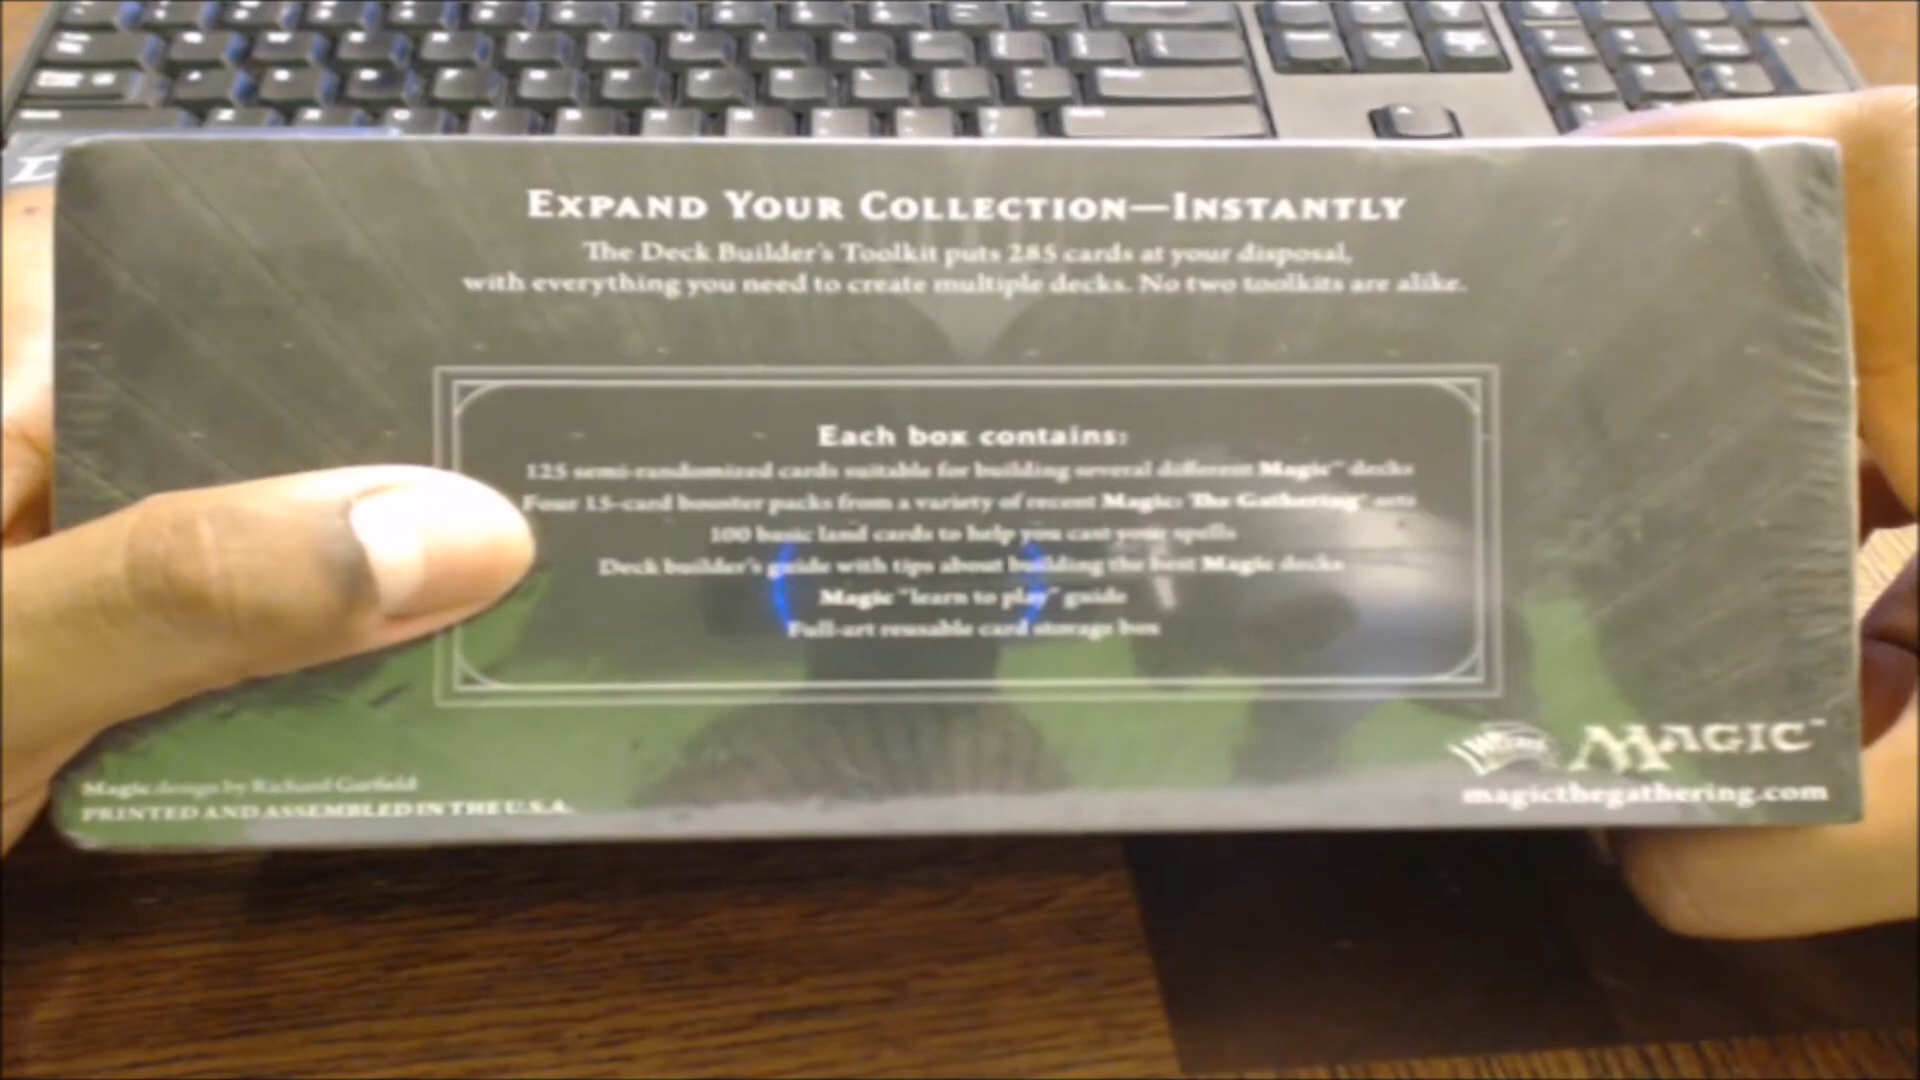 EXPAND YOUR COLLECTION—INSTANTLY
The Deck Builder's Toolkit puts 285 cards at your disposal,
with everything you need to create multiple decks. No two toolkits are alike.
Each box contains:
125 semi-randomized cards suitable for building several different Magic™ decks
Four 15-card booster packs from a variety of recent Magic: The Gathering® sets
100 basic land cards to help you cast your spells
Deck builder's guide with tips about building the best Magic decks
Magic "learn to play" guide
Full-art reusable card storage box
Magic design by Richard Garfield
PRINTED AND ASSEMBLED IN THE U.S.A.
MAGIC™
magicthegathering.com